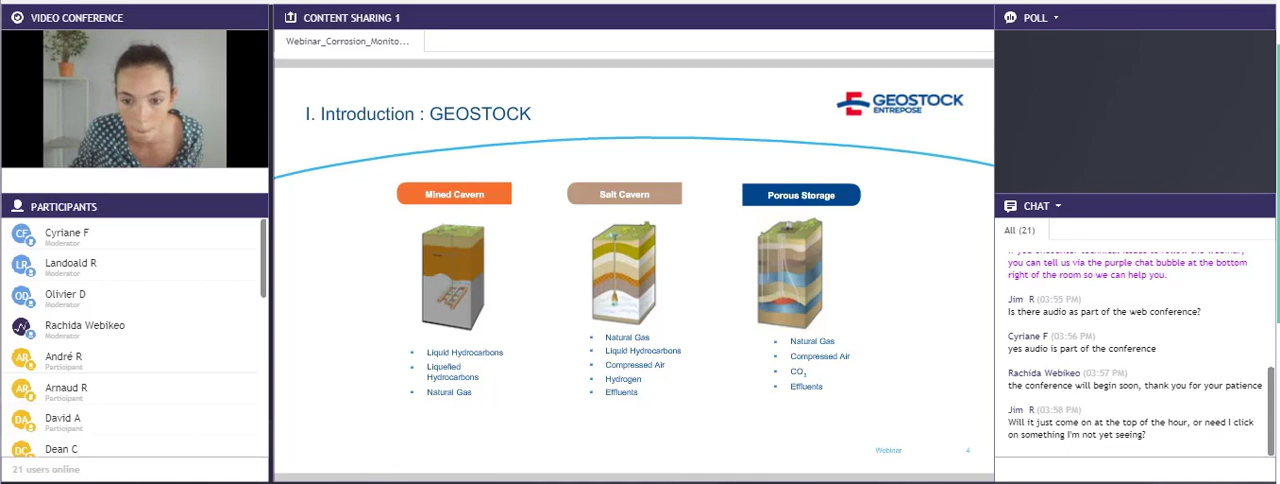 VIDEO CONFERENCE
PARTICIPANTS
CF
Cyriane F
Moderator
LR
Landoald R
Moderator
OD
Olivier D
Moderator
Rachida Webikeo
Moderator
AR
André R
Participant
AR
Arnaud R
Participant
DA
David A
Participant
DC
Dean C
21 users online
CONTENT SHARING 1
Webinar_Corrosion_Monito...
I. Introduction : GEOSTOCK
GEOSTOCK
ENTREPOSE
Mined Cavern
Liquid Hydrocarbons
Liquefied
Hydrocarbons
Natural Gas
Salt Cavern
Natural Gas
Liquid Hydrocarbons
Compressed Air
Hydrogen
Effluents
Porous Storage
Natural Gas
Compressed Air
CO2
Effluents
Webinar 4
POLL
CHAT
All (21)
you can tell us via the purple chat bubble at the bottom
right of the room so we can help you.
Jim R (03:55 PM)
Is there audio as part of the web conference?
Cyriane F (03:56 PM)
yes audio is part of the conference
Rachida Webikeo (03:57 PM)
the conference will begin soon, thank you for your patience
Jim R (03:58 PM)
Will it just come on at the top of the hour, or need I click
on something I'm not yet seeing?